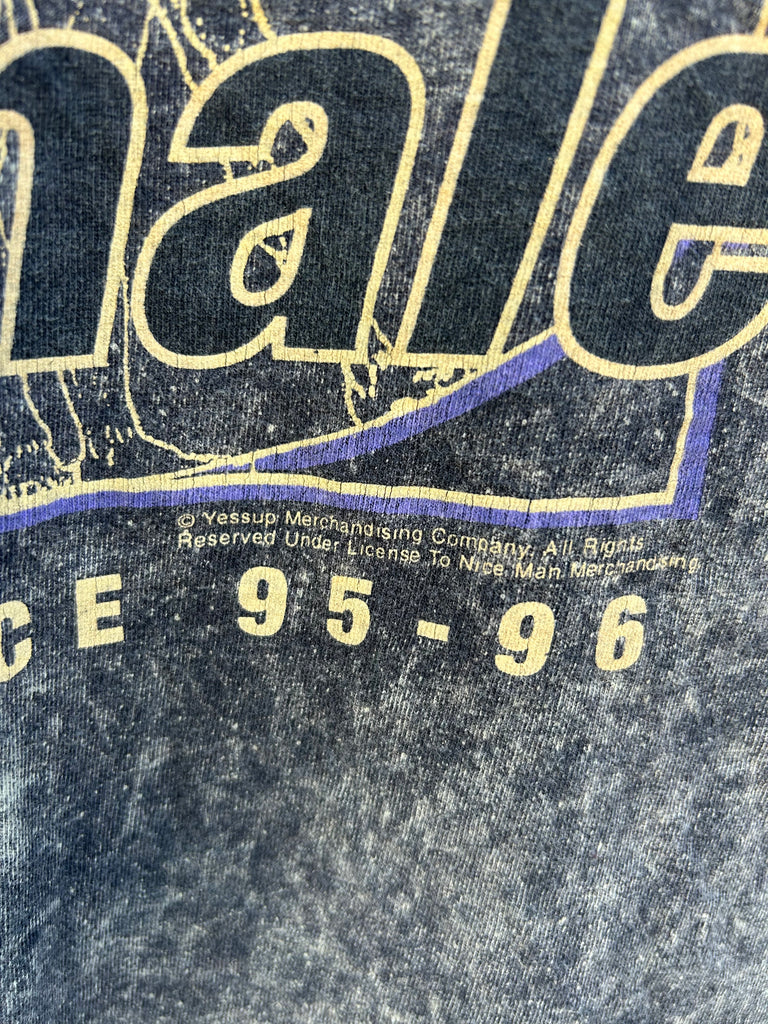 nale
© Yessup Merchandising Company. All Rights
Reserved Under License To Nice Man Merchandising
CE 95-96